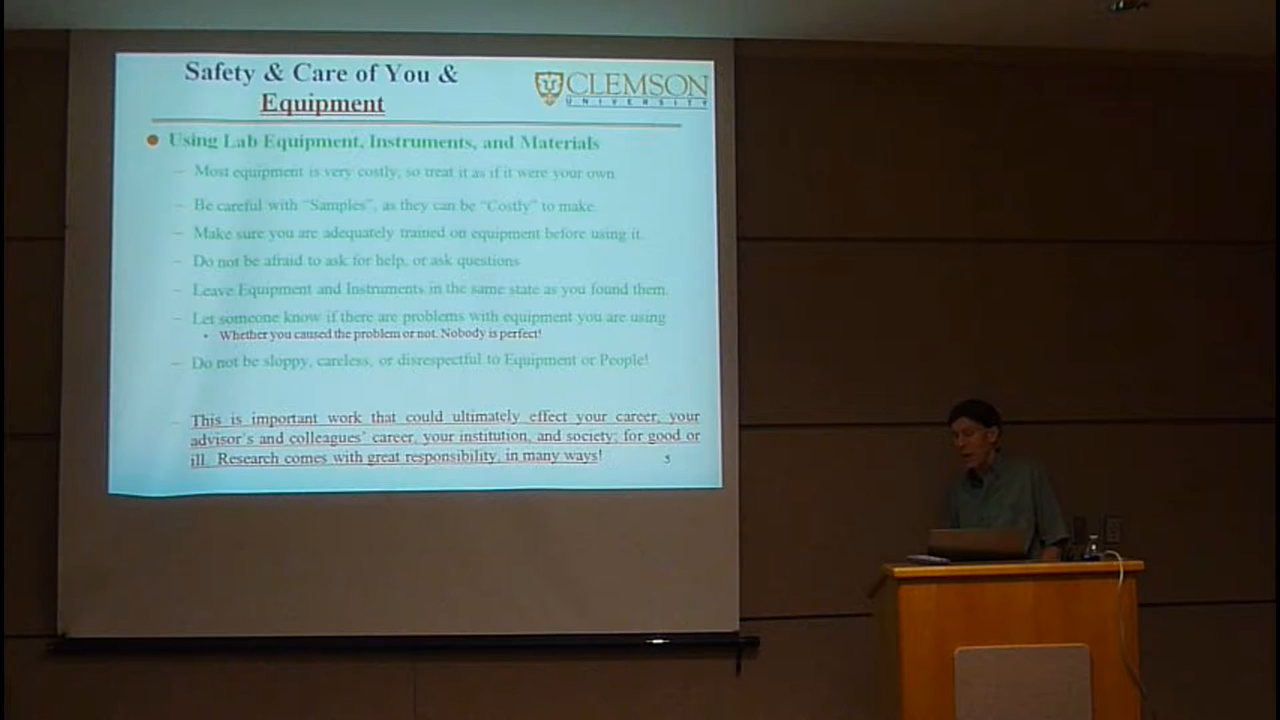 Safety & Care of You &
Equipment
CLEMSON
UNIVERSITY
Using Lab Equipment, Instruments, and Materials
– Most equipment is very costly, so treat it as if it were your own.
– Be careful with “Samples”, as they can be “Costly” to make.
– Make sure you are adequately trained on equipment before using it.
– Do not be afraid to ask for help, or ask questions
– Leave Equipment and Instruments in the same state as you found them.
– Let someone know if there are problems with equipment you are using
• Whether you caused the problem or not. Nobody is perfect!
– Do not be sloppy, careless, or disrespectful to Equipment or People!
– This is important work that could ultimately effect your career, your
advisor's and colleagues' career, your institution, and society; for good or
ill. Research comes with great responsibility, in many ways!
5